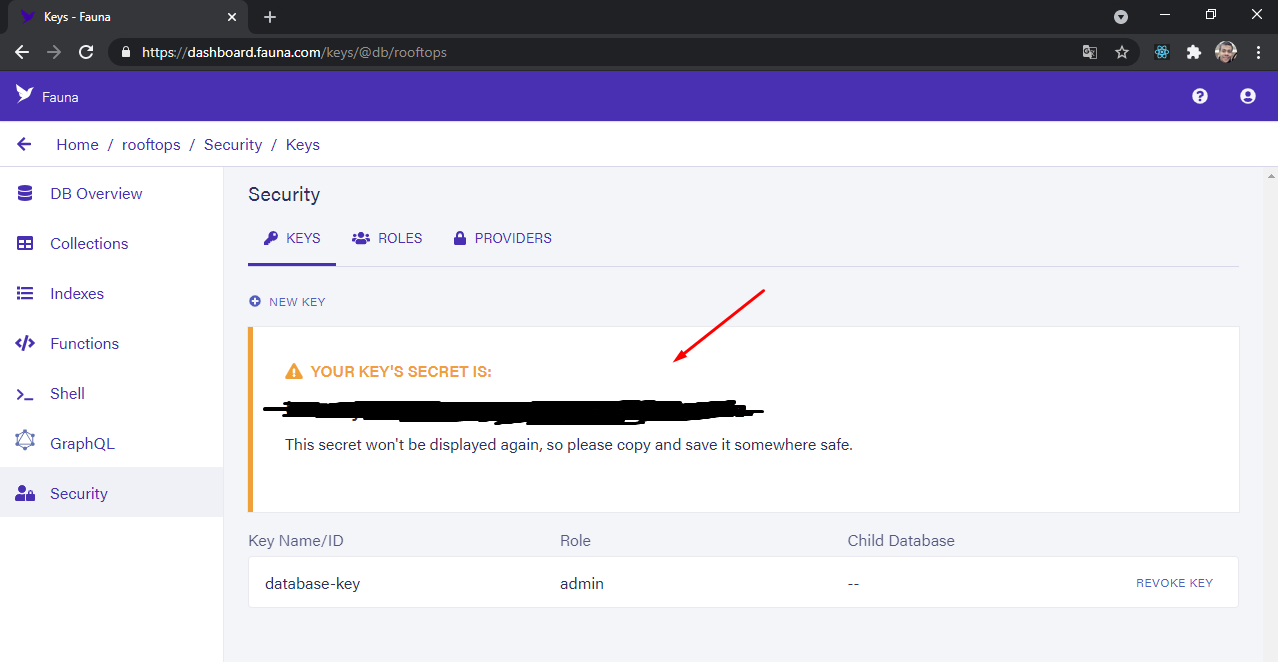 Keys - Fauna
https://dashboard.fauna.com/keys/@db/rooftops
Fauna
Home / rooftops / Security / Keys
DB Overview
Collections
Indexes
Functions
Shell
GraphQL
Security
Security
KEYS ROLES PROVIDERS
NEW KEY
YOUR KEY'S SECRET IS:
This secret won't be displayed again, so please copy and save it somewhere safe.
Key Name/ID Role Child Database
database-key admin -- REVOKE KEY